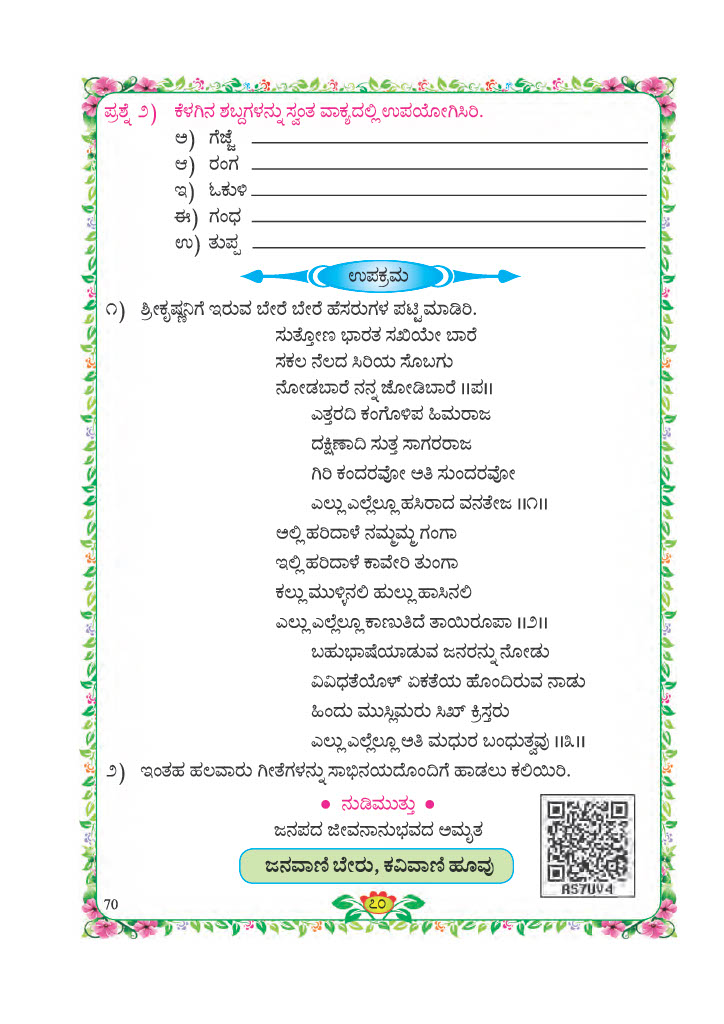 ಪ್ರಶ್ನೆ ೨) ಕೆಳಗಿನ ಶಬ್ದಗಳನ್ನು ಸ್ವಂತ ವಾಕ್ಯದಲ್ಲಿ ಉಪಯೋಗಿಸಿರಿ.
ಅ) ಗೆಜ್ಜೆ
ಆ) ರಂಗ
ಇ) ಓಕುಳಿ
ಈ) ಗಂಧ
ಉ) ತುಪ್ಪ
ಉಪಕ್ರಮ
೧) ಶ್ರೀಕೃಷ್ಣನಿಗೆ ಇರುವ ಬೇರೆ ಬೇರೆ ಹೆಸರುಗಳ ಪಟ್ಟಿ ಮಾಡಿರಿ.
ಸುತ್ತೋಣ ಭಾರತ ಸಖಿಯೇ ಬಾರೆ
ಸಕಲ ನೆಲದ ಸಿರಿಯ ಸೊಬಗು
ನೋಡಬಾರೆ ನನ್ನ ಜೋಡಿಬಾರೆ ॥ಪ॥
ಎತ್ತರದಿ ಕಂಗೊಳಿಪ ಹಿಮರಾಜ
ದಕ್ಷಿಣಾದಿ ಸುತ್ತ ಸಾಗರರಾಜ
ಗಿರಿ ಕಂದರವೋ ಅತಿ ಸುಂದರವೋ
ಎಲ್ಲು ಎಲ್ಲೆಲ್ಲೂ ಹಸಿರಾದ ವನತೇಜ ॥೧॥
ಅಲ್ಲಿ ಹರಿದಾಳೆ ನಮ್ಮಮ್ಮ ಗಂಗಾ
ಇಲ್ಲಿ ಹರಿದಾಳೆ ಕಾವೇರಿ ತುಂಗಾ
ಕಲ್ಲು ಮುಳ್ಳಿನಲಿ ಹುಲ್ಲು ಹಾಸಿನಲಿ
ಎಲ್ಲು ಎಲ್ಲೆಲ್ಲೂ ಕಾಣುತಿದೆ ತಾಯಿರೂಪಾ ॥೨॥
ಬಹುಭಾಷೆಯಾಡುವ ಜನರನ್ನು ನೋಡು
ವಿವಿಧತೆಯೊಳ್ ಏಕತೆಯ ಹೊಂದಿರುವ ನಾಡು
ಹಿಂದು ಮುಸ್ಲಿಮರು ಸಿಖ್ ಕ್ರಿಸ್ತರು
ಎಲ್ಲು ಎಲ್ಲೆಲ್ಲೂ ಅತಿ ಮಧುರ ಬಂಧುತ್ವವು ॥೩॥
೨) ಇಂತಹ ಹಲವಾರು ಗೀತೆಗಳನ್ನು ಸಾಭಿನಯದೊಂದಿಗೆ ಹಾಡಲು ಕಲಿಯಿರಿ.
• ನುಡಿಮುತ್ತು •
ಜನಪದ ಜೀವನಾನುಭವದ ಅಮೃತ
ಜನವಾಣಿ ಬೇರು, ಕವಿವಾಣಿ ಹೂವು
AS7UV4
70
೭೦